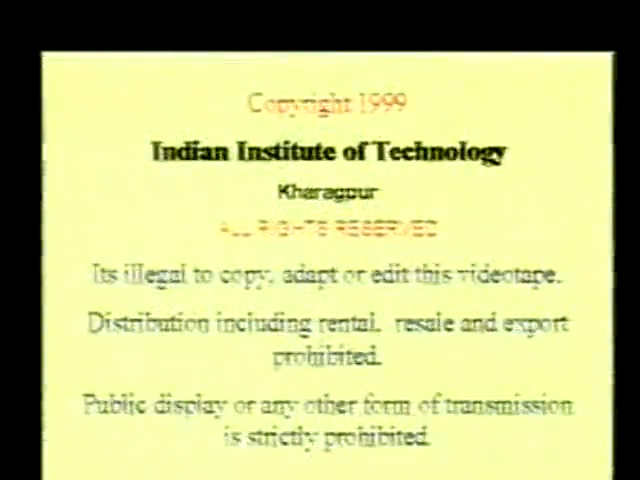 Copyright 1999
Indian Institute of Technology
Kharagpur
ALL RIGHTS RESERVED
Its illegal to copy, adapt or edit this videotape.
Distribution including rental, resale and export
prohibited.
Public display or any other form of transmission
is strictly prohibited.